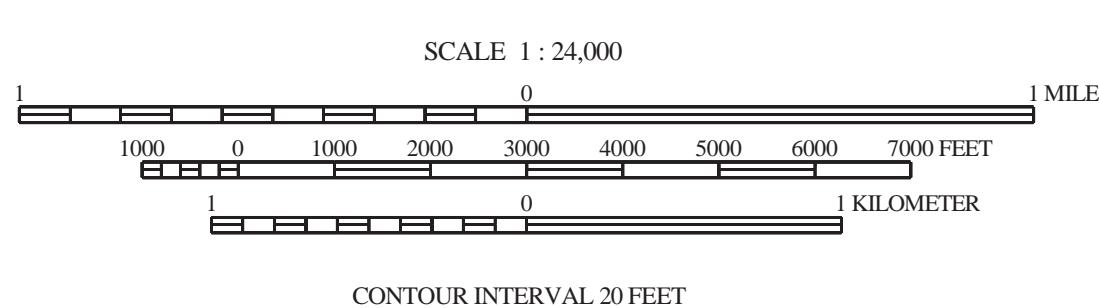 SCALE 1 : 24,000
1 0 1 MILE
1000 0 1000 2000 3000 4000 5000 6000 7000 FEET
1 0 1 KILOMETER
CONTOUR INTERVAL 20 FEET